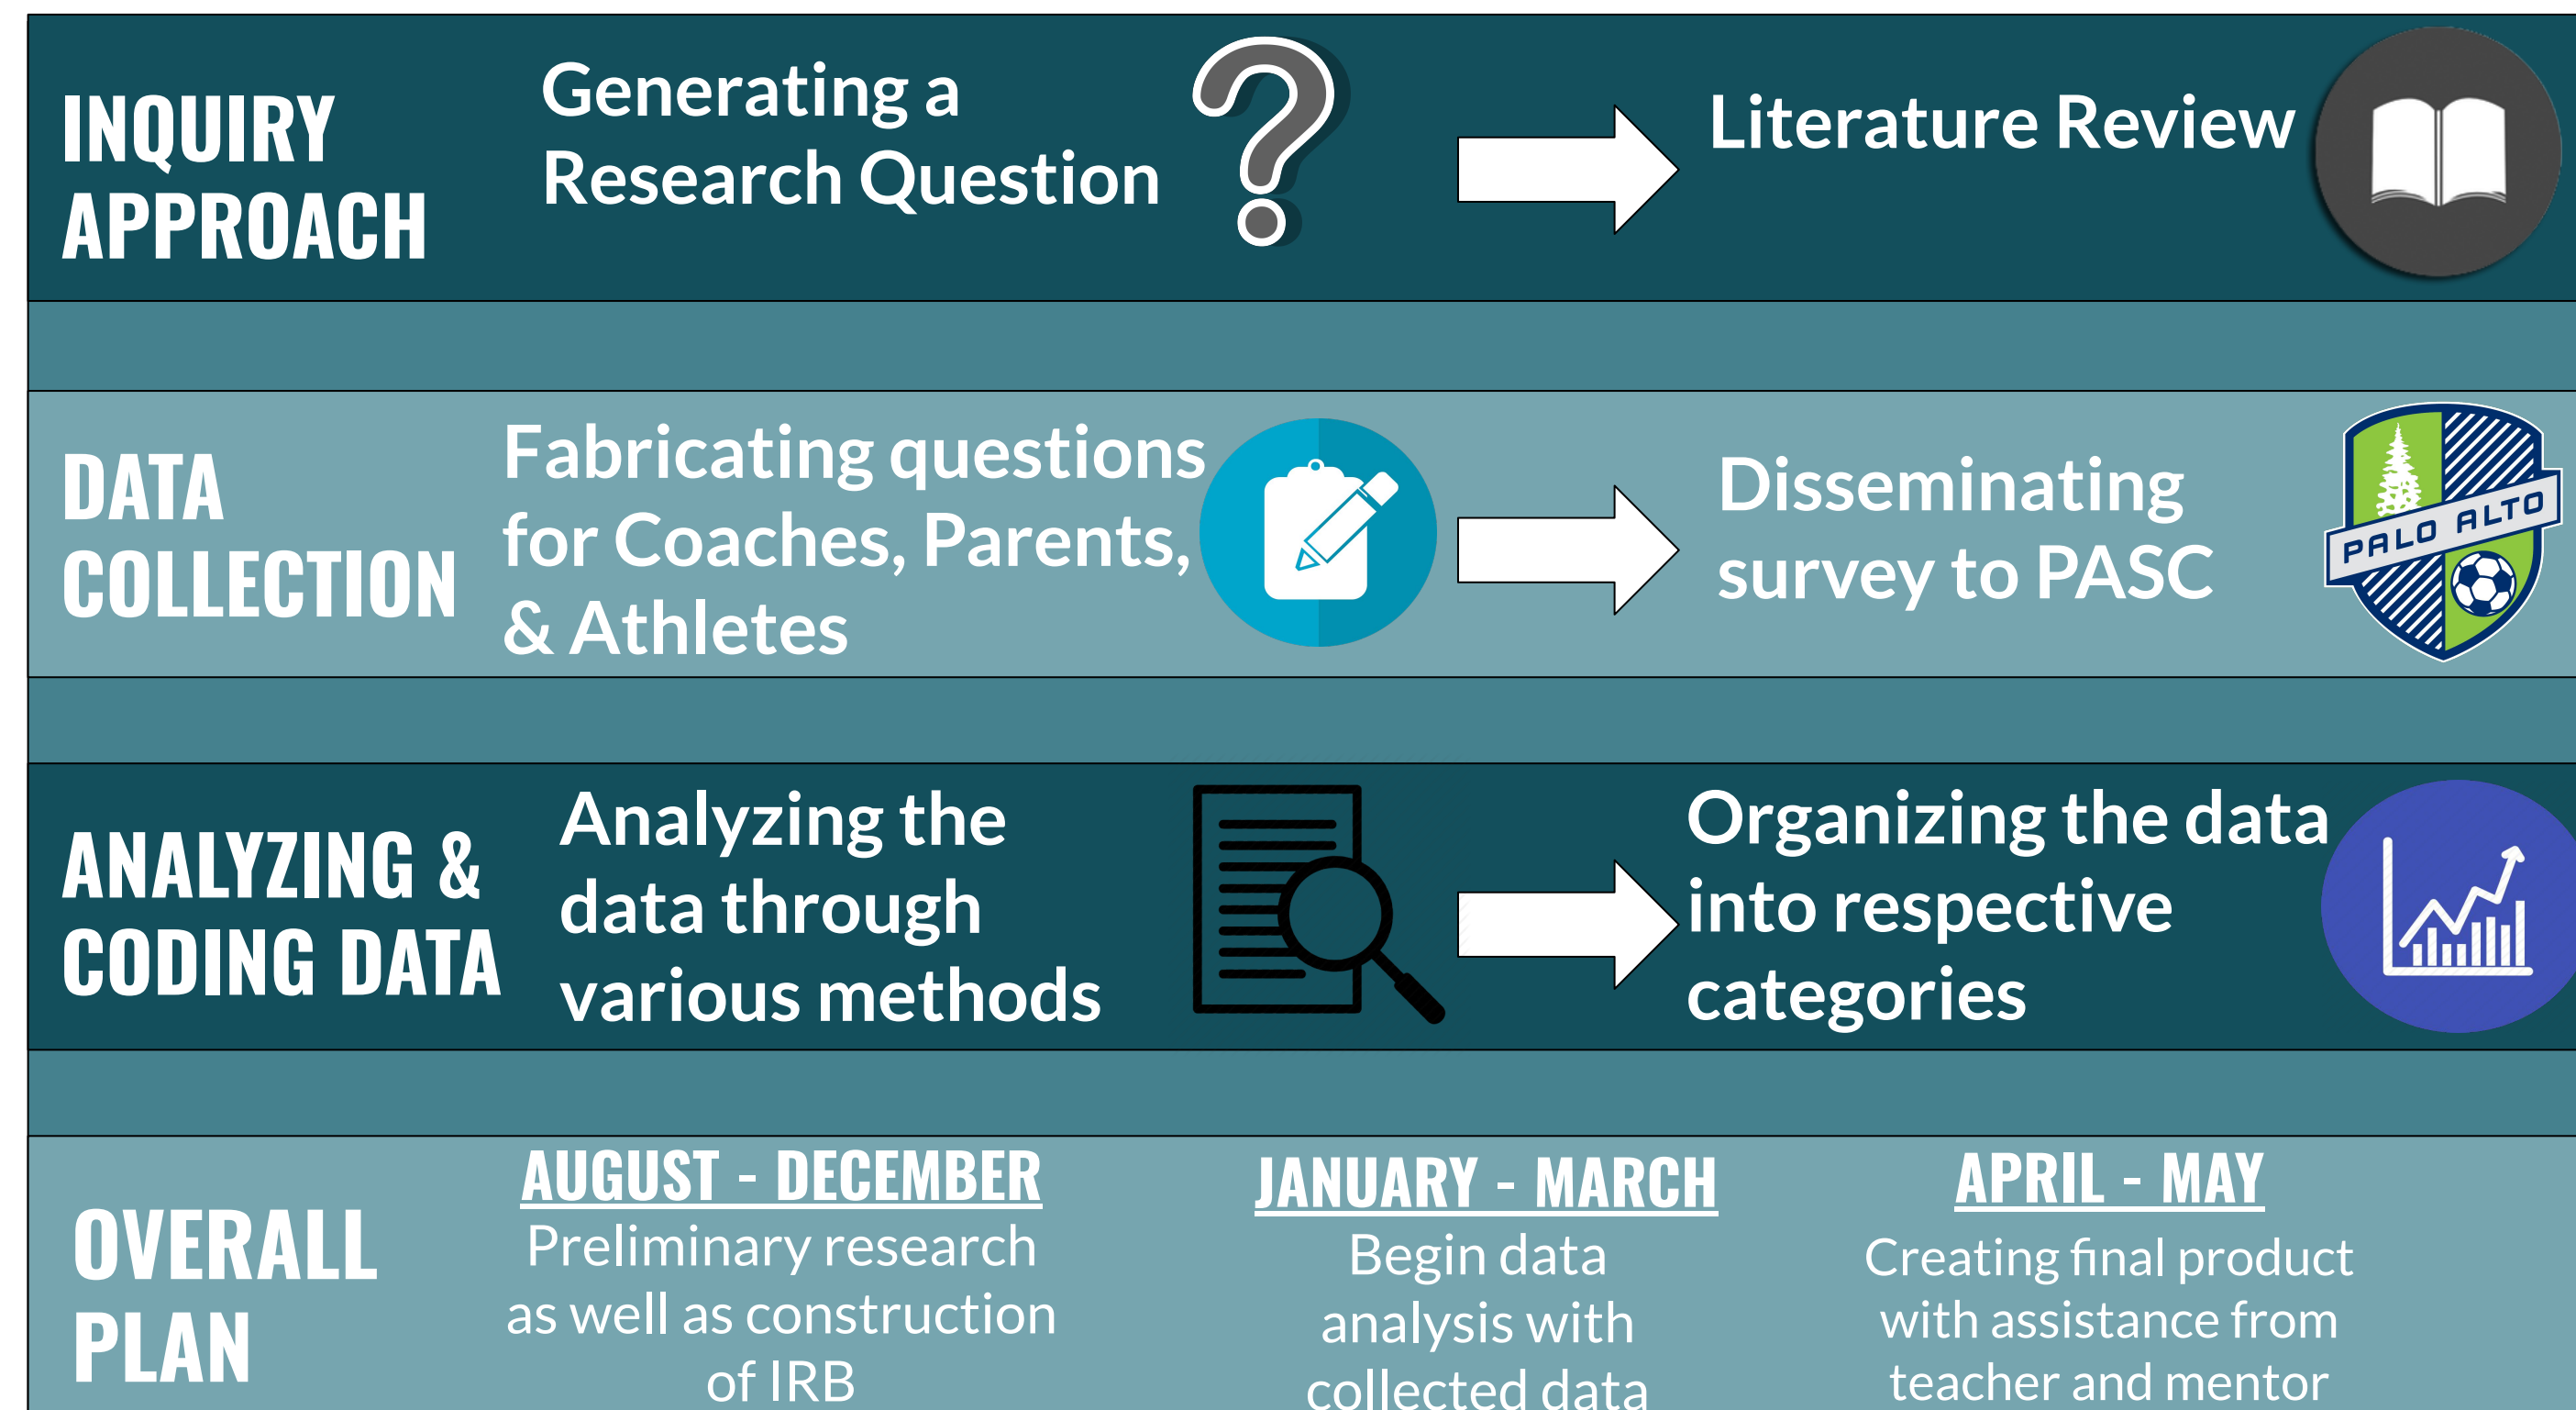 INQUIRY
APPROACH
Generating a
Research Question
Literature Review
DATA
COLLECTION
Fabricating questions
for Coaches, Parents,
& Athletes
Disseminating
survey to PASC
PALO ALTO
ANALYZING &
CODING DATA
Analyzing the
data through
various methods
Organizing the data
into respective
categories
OVERALL
PLAN
AUGUST - DECEMBER
Preliminary research
as well as construction
of IRB
JANUARY - MARCH
Begin data
analysis with
collected data
APRIL - MAY
Creating final product
with assistance from
teacher and mentor